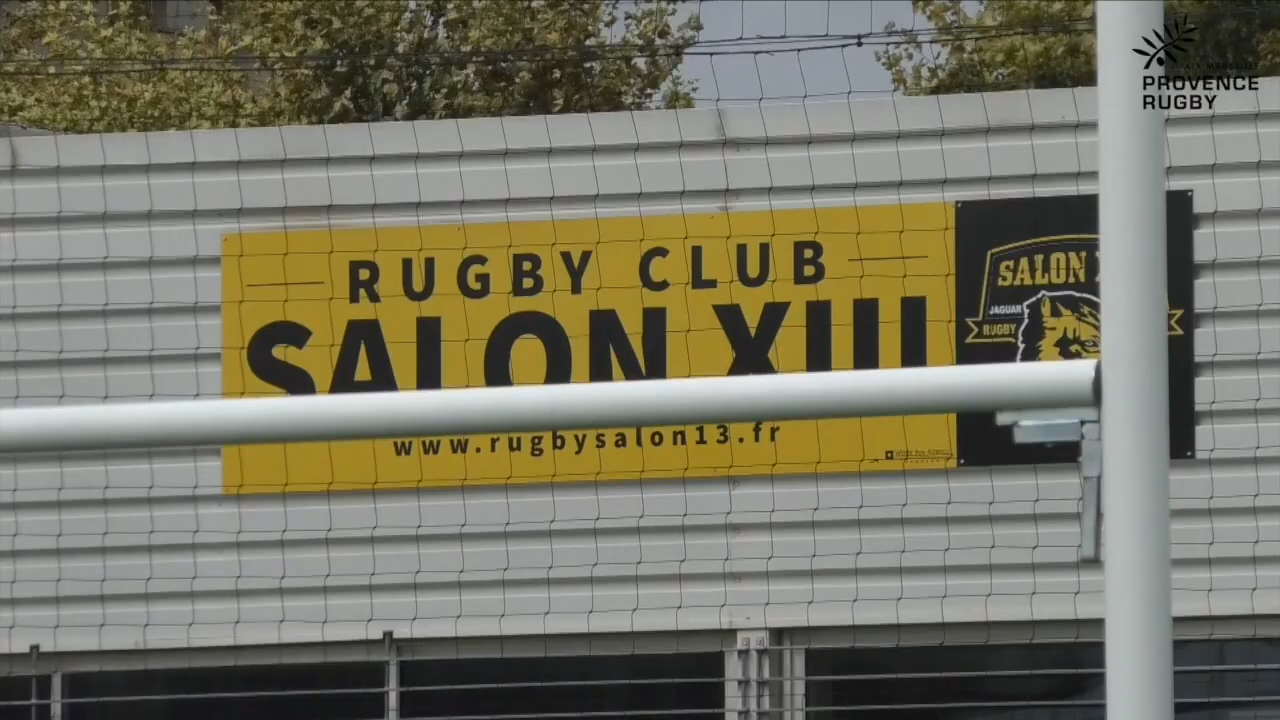 PROVENCE
RUGBY
RUGBY CLUB
SALON XIII
www.rugbysalon13.fr
SALON
JAGUAR
RUGBY